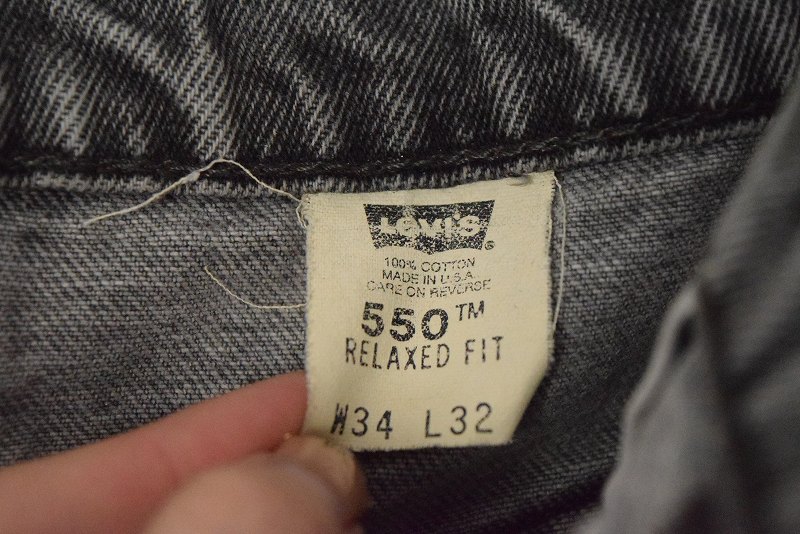 Levi's ®
100% COTTON
MADE IN U.S.A.
CARE ON REVERSE
550™
RELAXED FIT
W34 L32